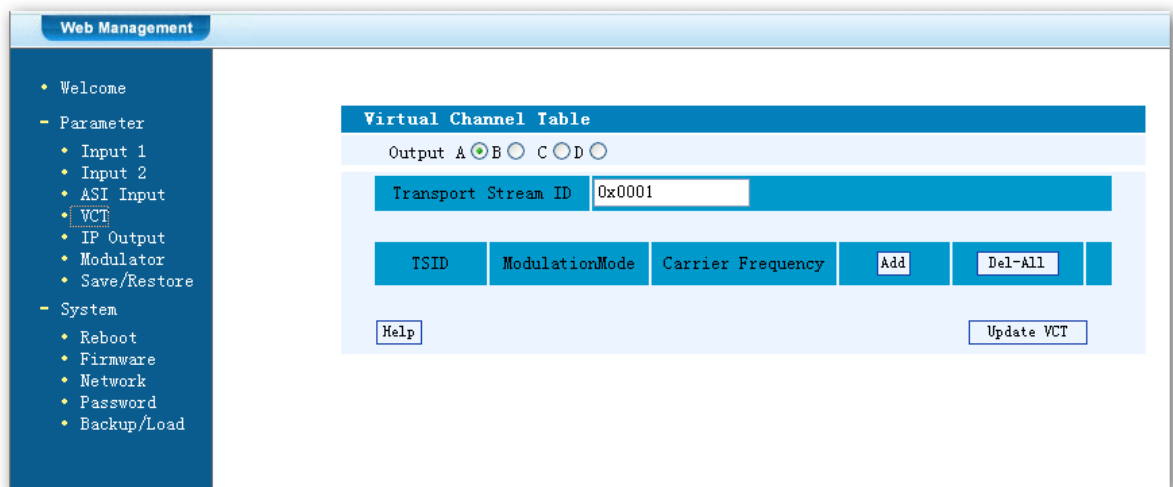 Web Management
Welcome
Parameter
Input 1
Input 2
ASI Input
VCT
IP Output
Modulator
Save/Restore
System
Reboot
Firmware
Network
Password
Backup/Load
Virtual Channel Table
Output A B C D
Transport Stream ID 0x0001
TSID ModulationMode Carrier Frequency Add Del-All
Help Update VCT